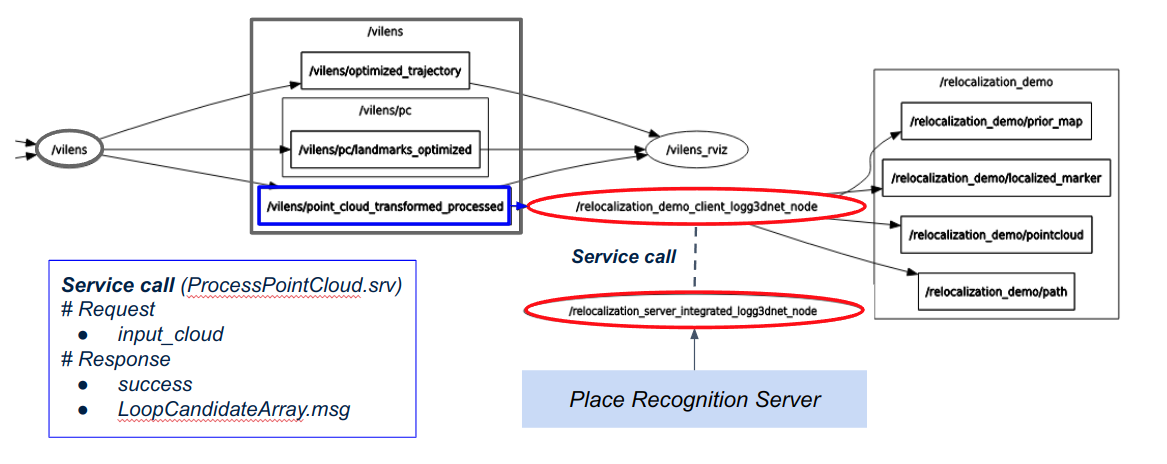 /vilens
/vilens/optimized_trajectory
/vilens/pc
/vilens
/vilens/pc/landmarks_optimized
/vilens_rviz
/vilens/point_cloud_transformed_processed
/relocalization_demo_client_logg3dnet_node
/relocalization_demo
/relocalization_demo/prior_map
/relocalization_demo/localized_marker
/relocalization_demo/pointcloud
/relocalization_demo/path
Service call
/relocalization_server_integrated_logg3dnet_node
Place Recognition Server
Service call (ProcessPointCloud.srv)
# Request
● input_cloud
# Response
● success
● LoopCandidateArray.msg